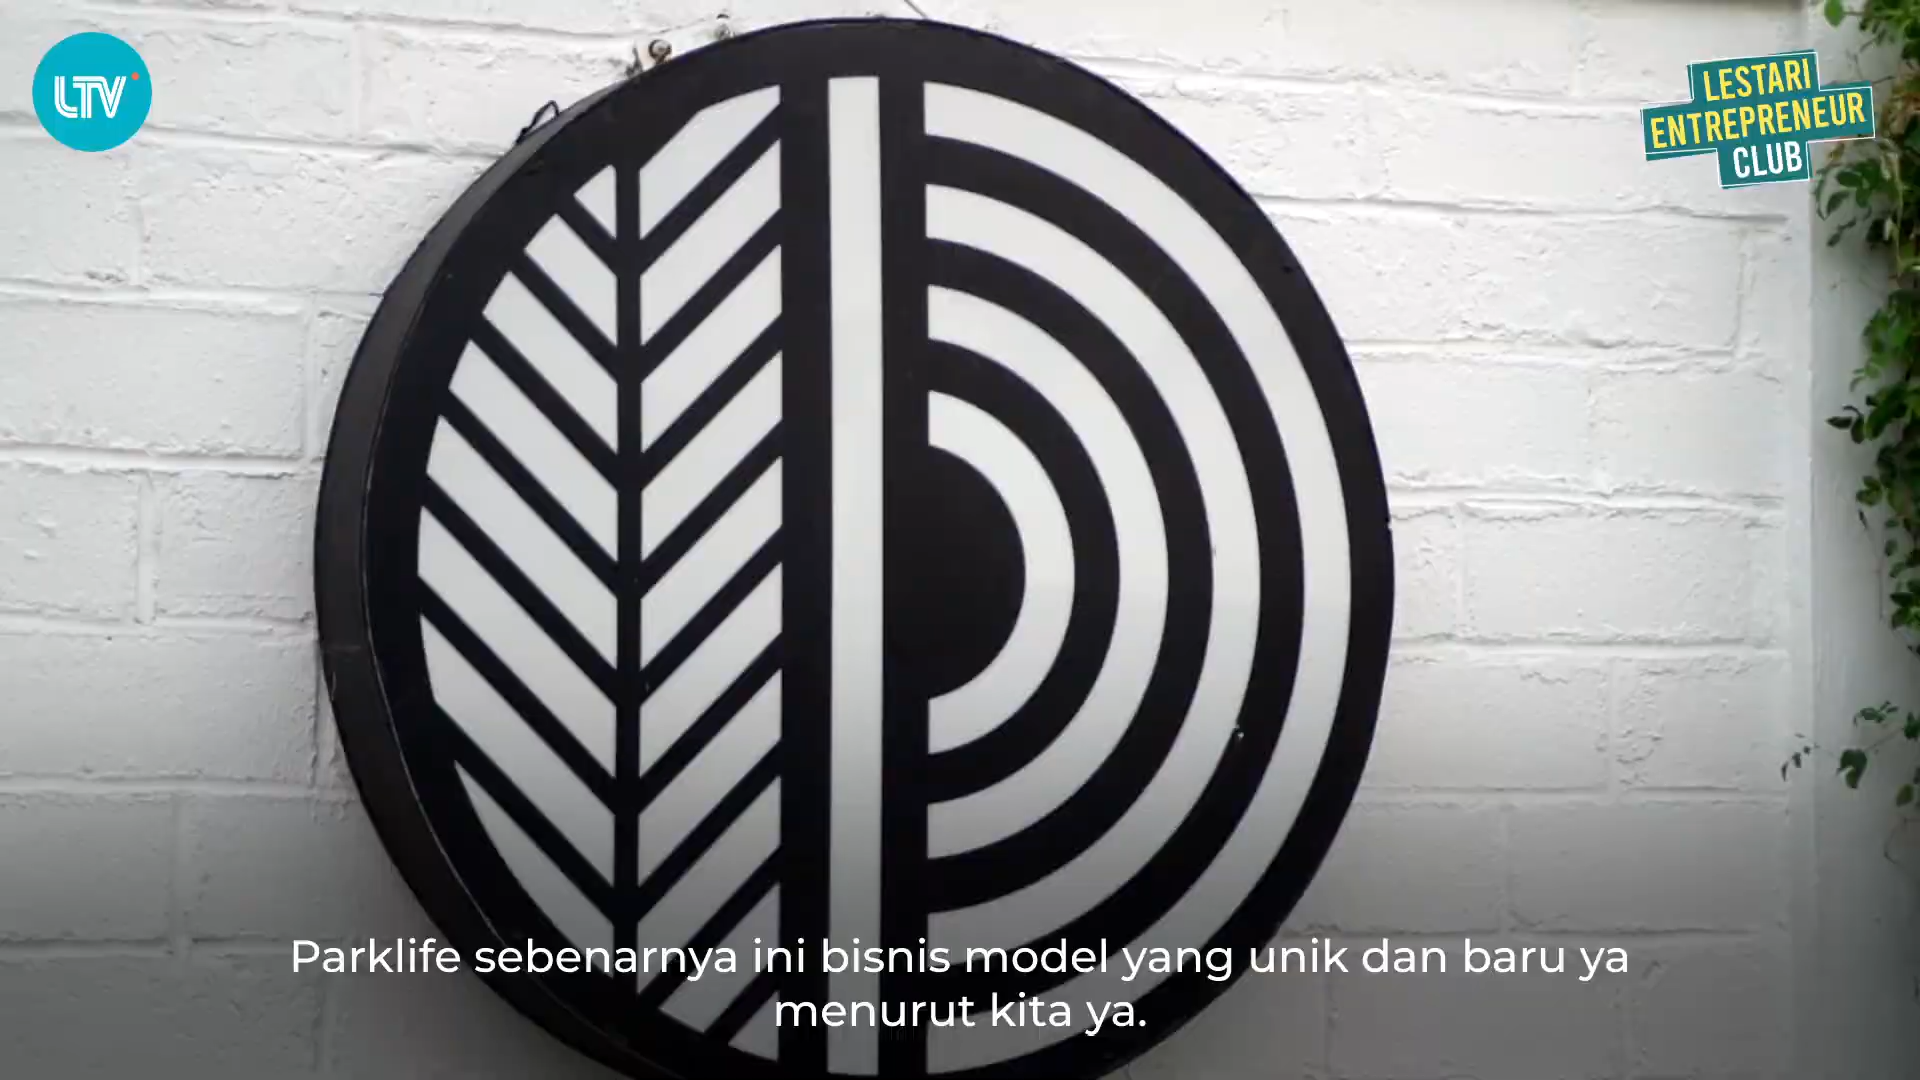 LTV
LESTARI
ENTREPRENEUR
CLUB
Parklife sebenarnya ini bisnis model yang unik dan baru ya
menurut kita ya.